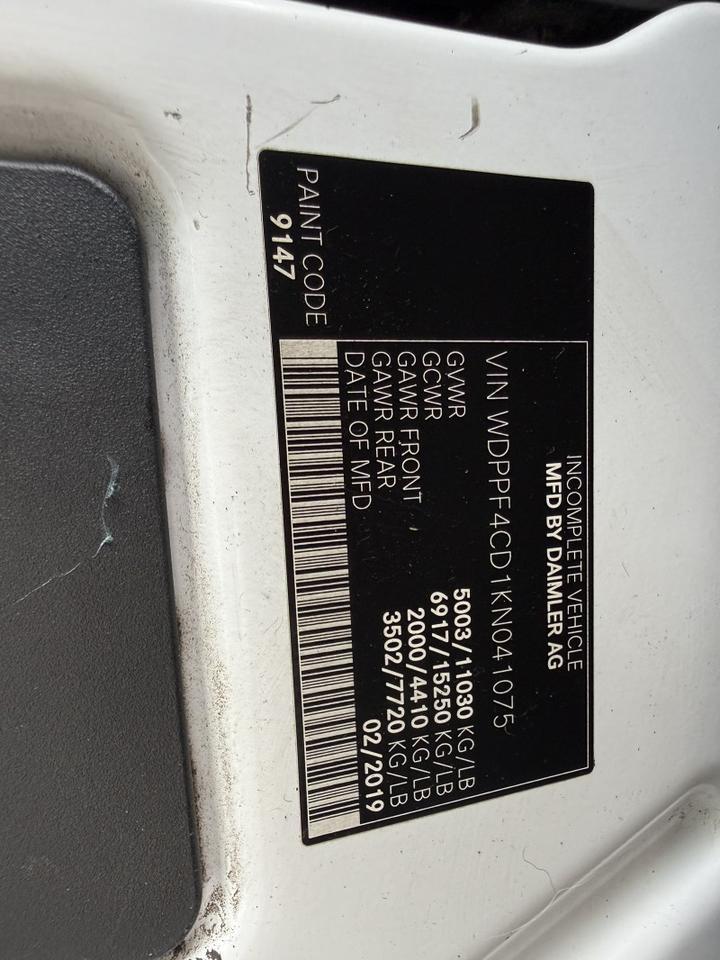 INCOMPLETE VEHICLE
MFD BY DAIMLER AG
VIN WDPPF4CD1KN041075
GVWR 5003/11030 KG/LB
GCWR 6917/15250 KG/LB
GAWR FRONT 2000/4410 KG/LB
GAWR REAR 3502/7720 KG/LB
DATE OF MFD 02/2019
PAINT CODE
9147